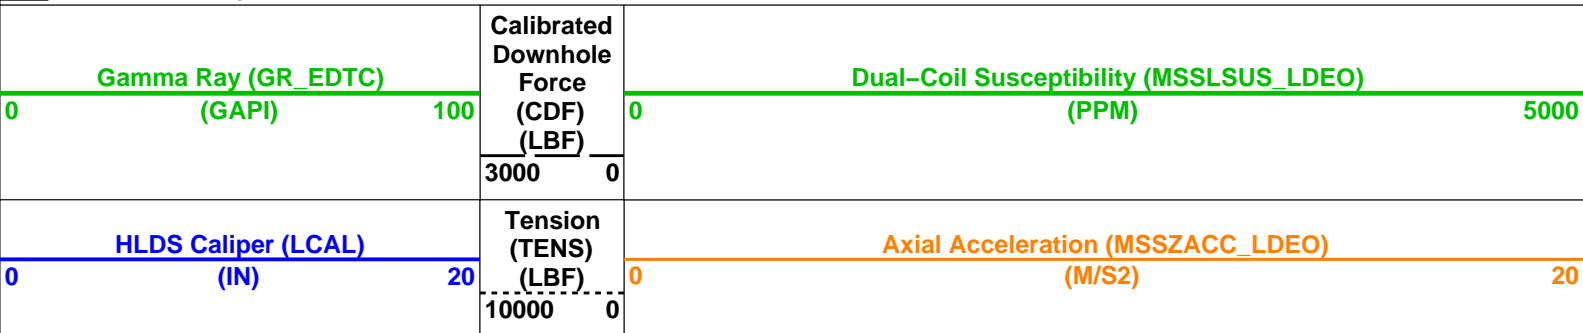 Gamma Ray (GR_EDTC)
0 (GAPI) 100
Calibrated
Downhole
Force
(CDF)
(LBF)
3000 0
Dual−Coil Susceptibility (MSSLSUS_LDEO)
0 (PPM) 5000
HLDS Caliper (LCAL)
0 (IN) 20
Tension
(TENS)
(LBF)
10000 0
Axial Acceleration (MSSZACC_LDEO)
0 (M/S2) 20